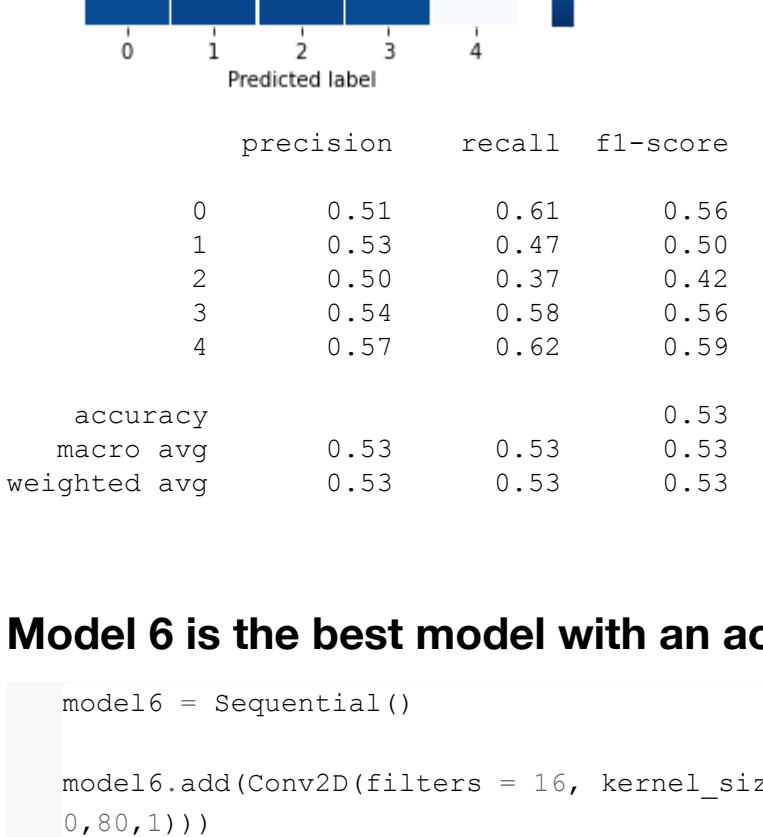 0 1 2 3 4
Predicted label
precision recall f1-score
0 0.51 0.61 0.56
1 0.53 0.47 0.50
2 0.50 0.37 0.42
3 0.54 0.58 0.56
4 0.57 0.62 0.59
accuracy 0.53
macro avg 0.53 0.53 0.53
weighted avg 0.53 0.53 0.53
Model 6 is the best model with an ac
model6 = Sequential()
model6.add(Conv2D(filters = 16, kernel_siz
0,80,1)))